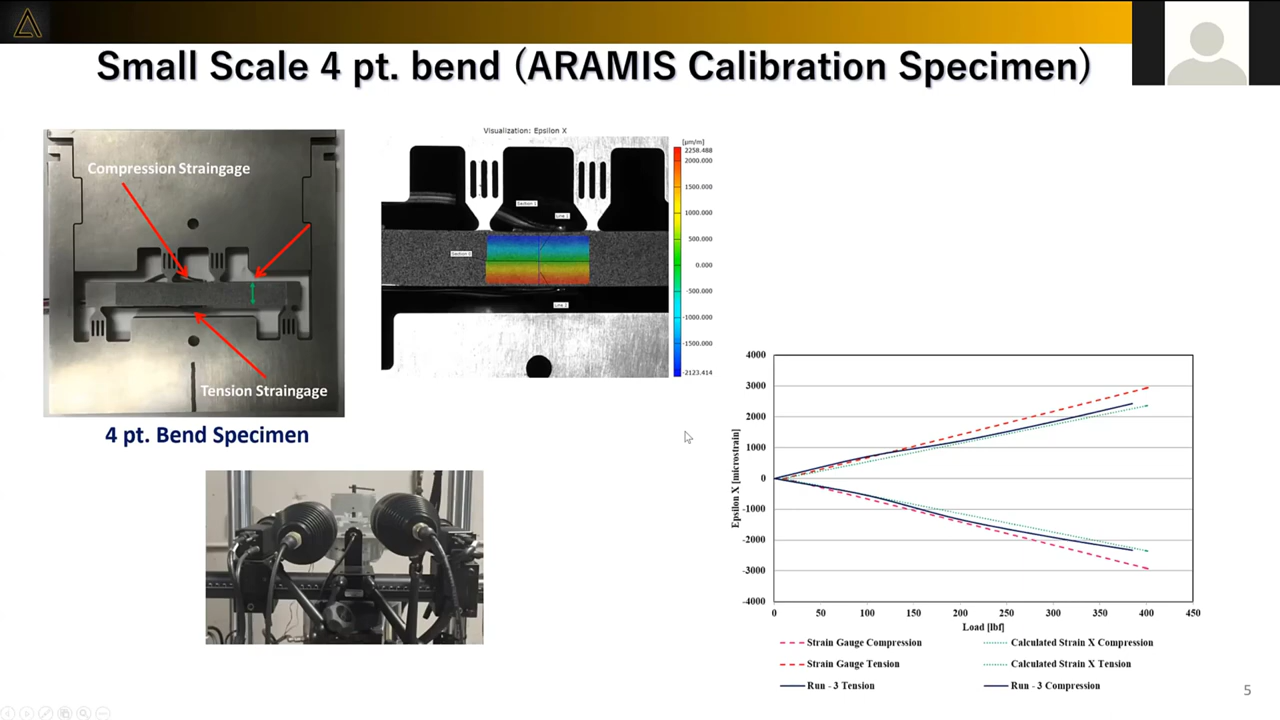 Small Scale 4 pt. bend (ARAMIS Calibration Specimen)
Compression Straingage
Tension Straingage
4 pt. Bend Specimen
Visualization: Epsilon X
[µm/m]
2258.488
2000.000
1500.000
1000.000
500.000
0.000
-500.000
-1000.000
-1500.000
-2123.414
Epsilon X [microstrain]
4000
3000
2000
1000
0
-1000
-2000
-3000
-4000
0 50 100 150 200 250 300 350 400 450
Load [lbf]
Strain Gauge Compression
Calculated Strain X Compression
Strain Gauge Tension
Calculated Strain X Tension
Run - 3 Tension
Run - 3 Compression
5